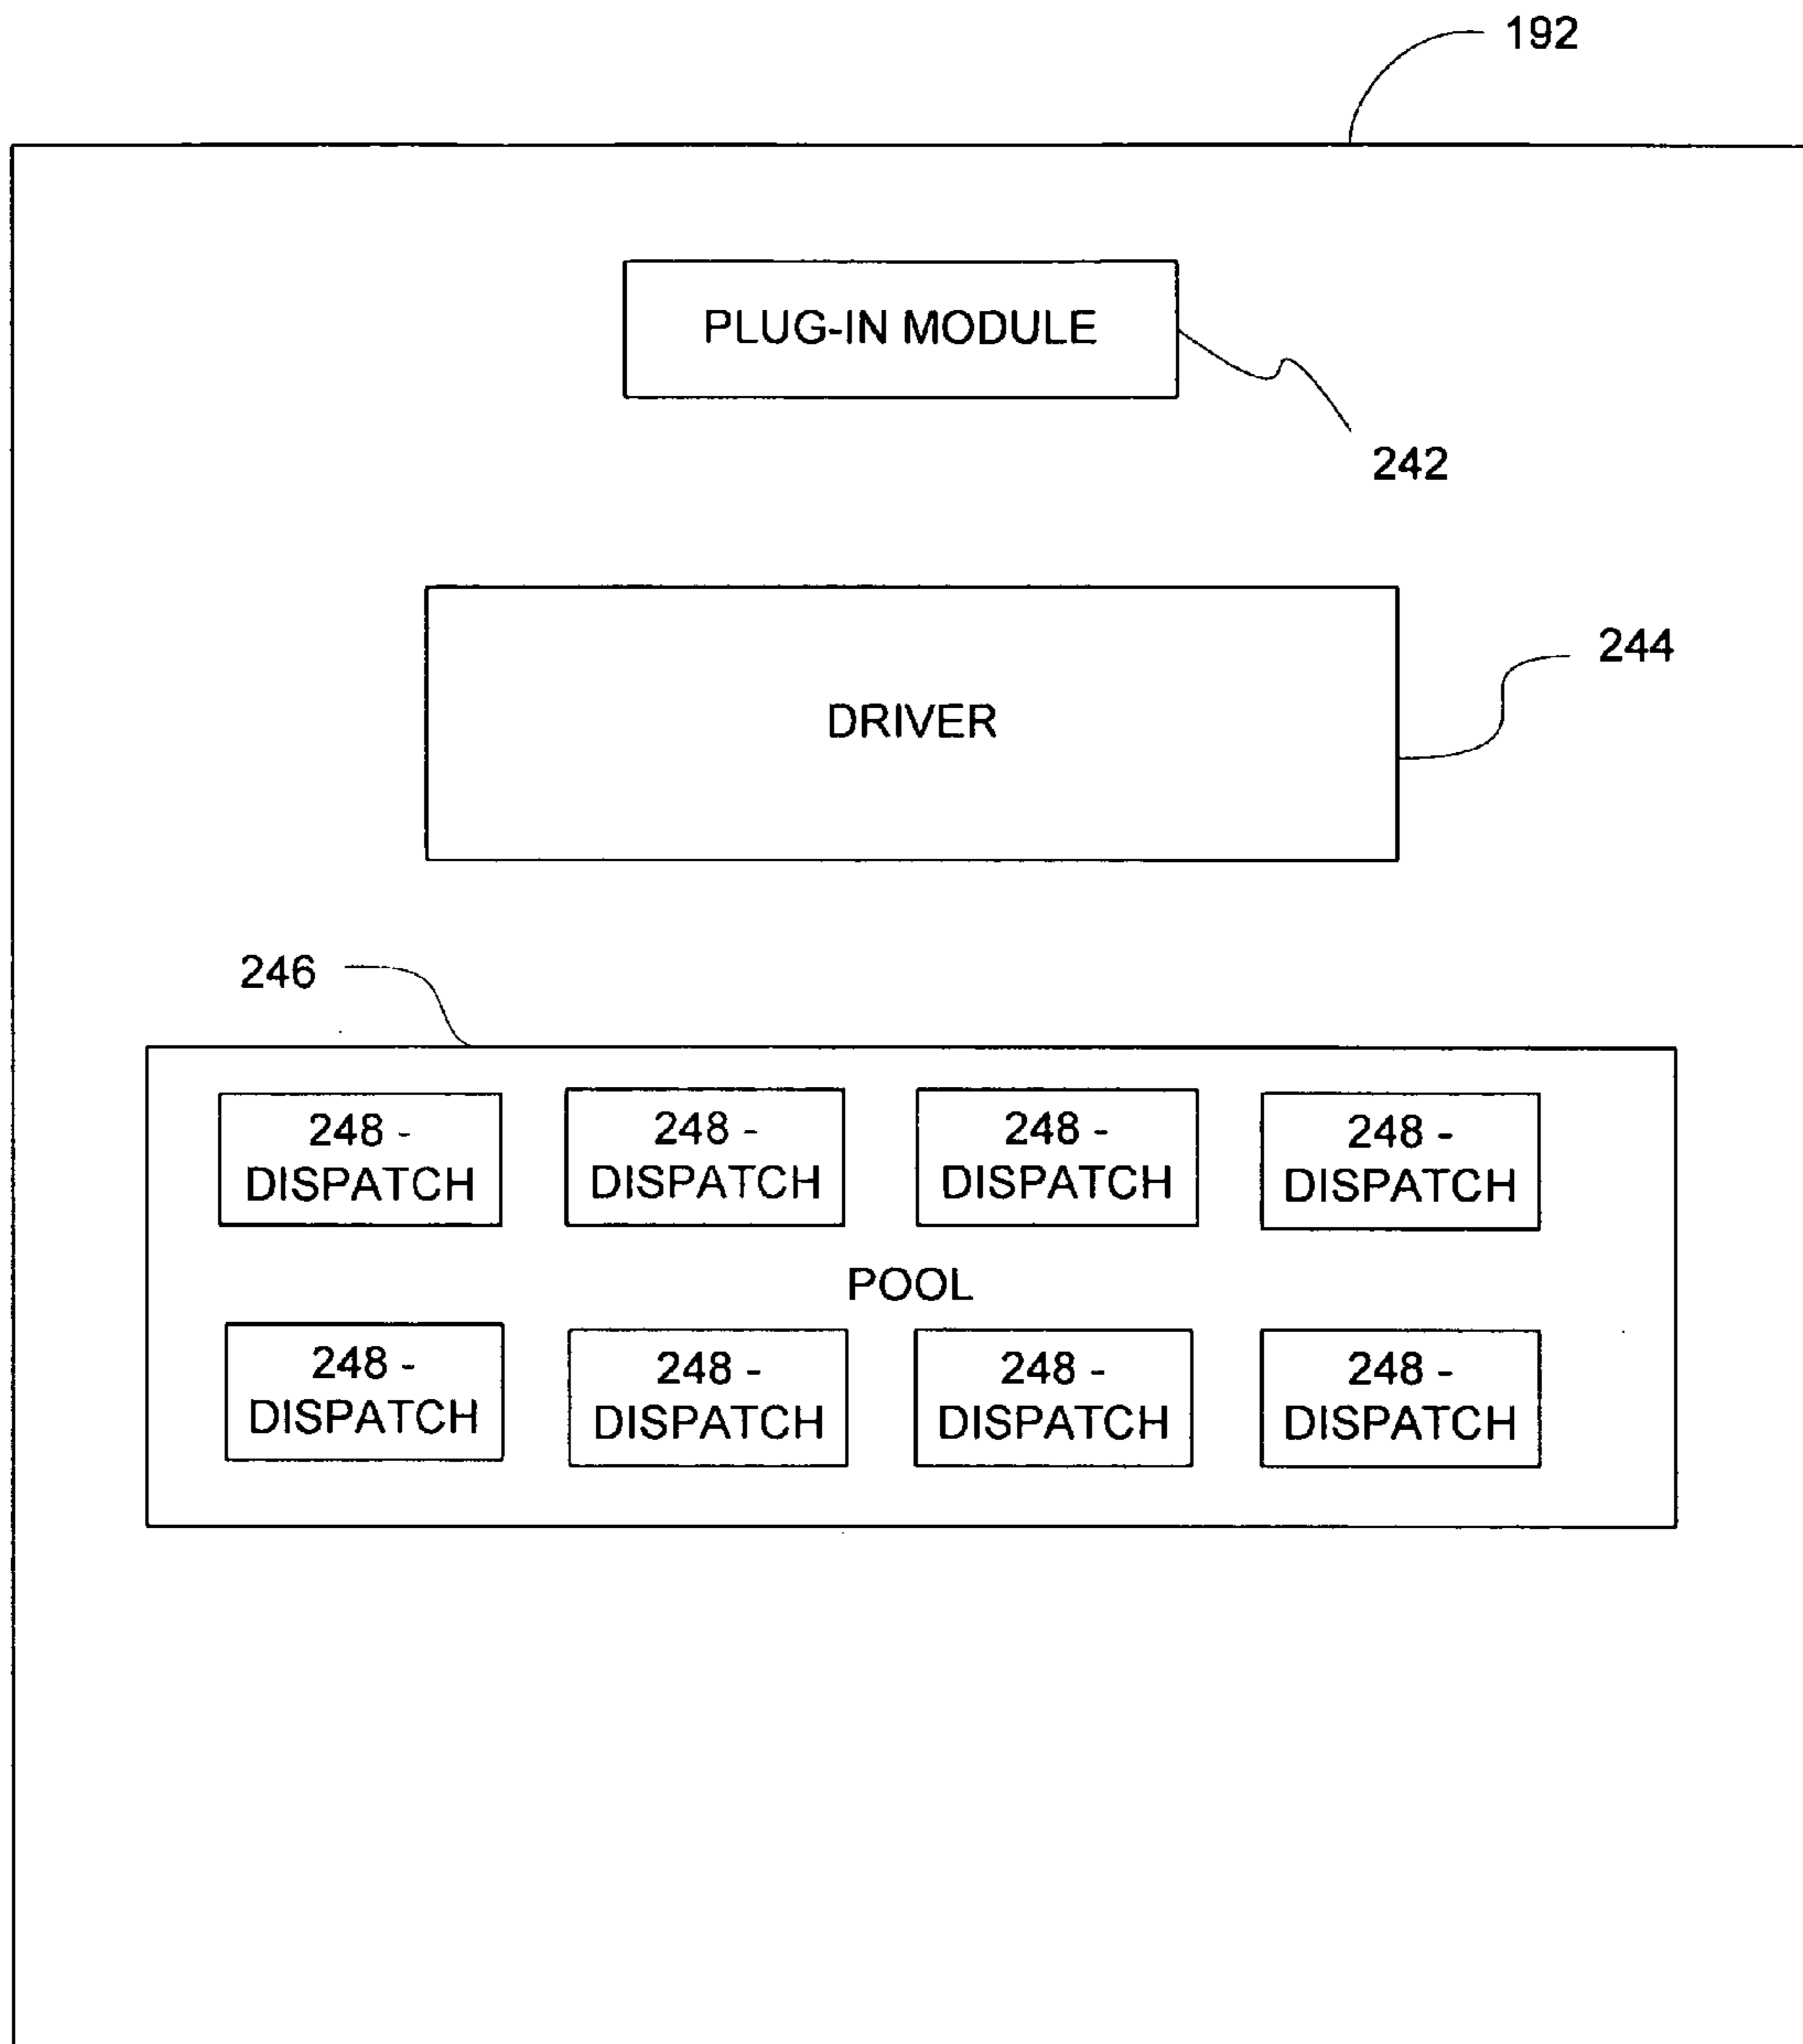 192
PLUG-IN MODULE
242
244
DRIVER
246
248 -
DISPATCH
248 -
DISPATCH
248 -
DISPATCH
248 -
DISPATCH
POOL
248 -
DISPATCH
248 -
DISPATCH
248 -
DISPATCH
248 -
DISPATCH